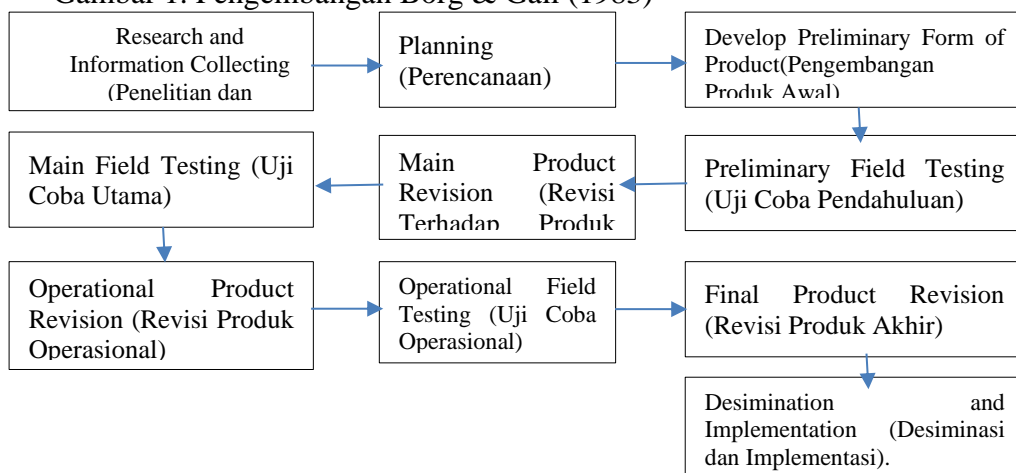 Gambar 1. Pengembangan Borg & Gall (1983)
Research and
Information Collecting
(Penelitian dan
Planning
(Perencanaan)
Develop Preliminary Form of
Product(Pengembangan
Produk Awal)
Main Field Testing (Uji
Coba Utama)
Main Product
Revision (Revisi
Terhadap Produk
Preliminary Field Testing
(Uji Coba Pendahuluan)
Operational Product
Revision (Revisi Produk
Operasional)
Operational Field
Testing (Uji Coba
Operasional)
Final Product Revision
(Revisi Produk Akhir)
Desimination and
Implementation (Desiminasi
dan Implementasi).